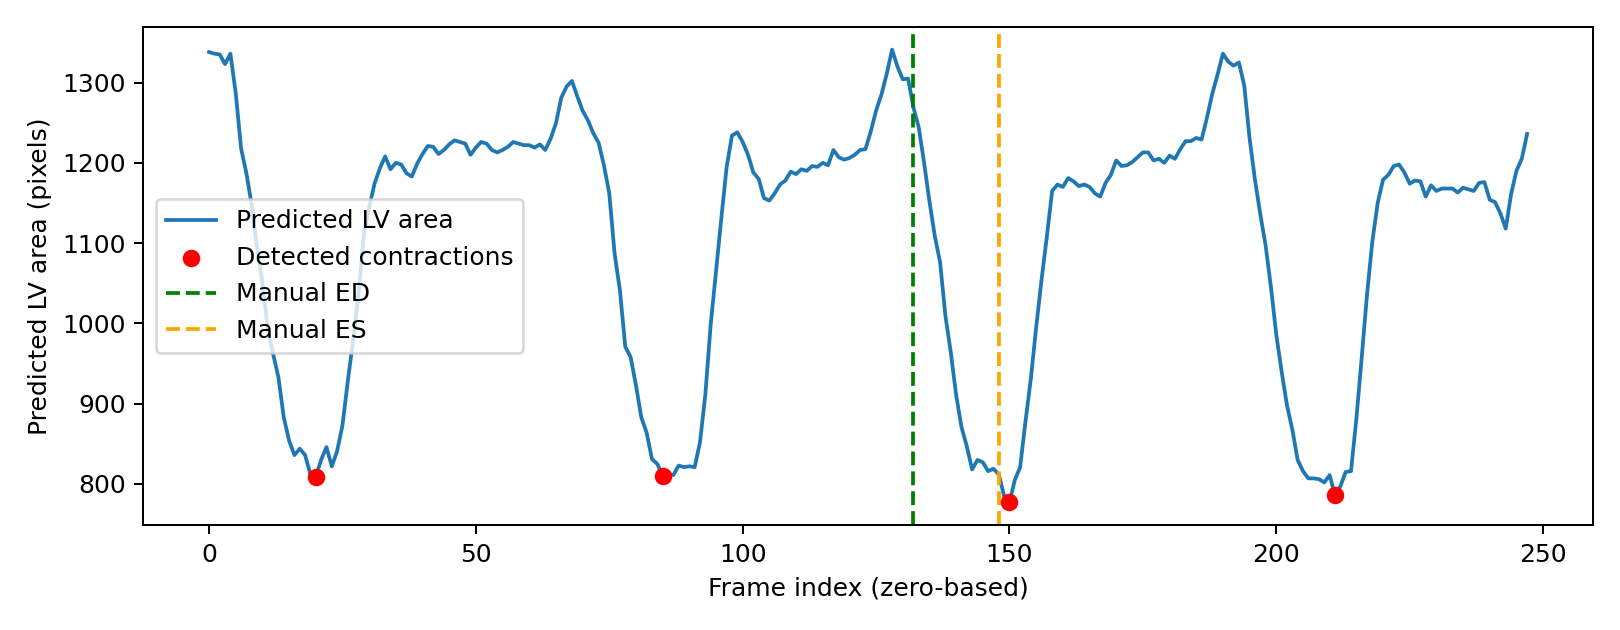 1300
1200
1100
1000
900
800
Predicted LV area (pixels)
Predicted LV area
Detected contractions
Manual ED
Manual ES
0
50
100
150
200
250
Frame index (zero-based)